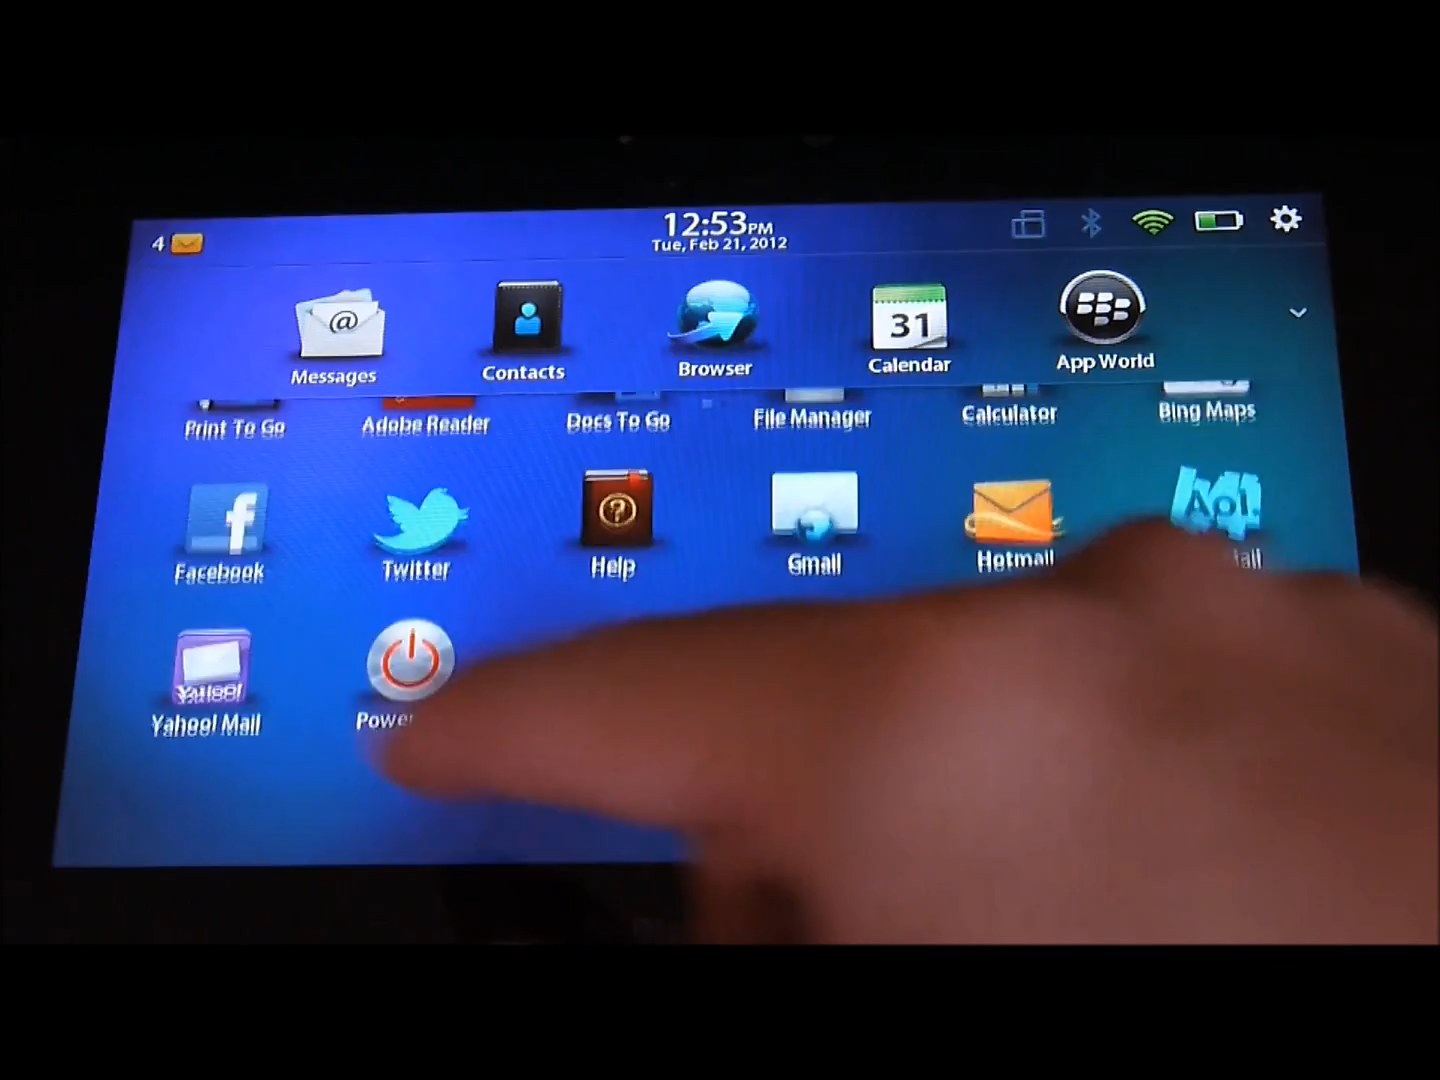 4
12:53PM
Tue, Feb 21, 2012
@
31
Messages
Contacts
Browser
Calendar
App World
Print To Go
Adobe Reader
Docs To Go
File Manager
Calculator
Bing Maps
f
?
Aol.
Facebook
Twitter
Help
Gmail
Hotmail
YAHOO!
Yahoo! Mail